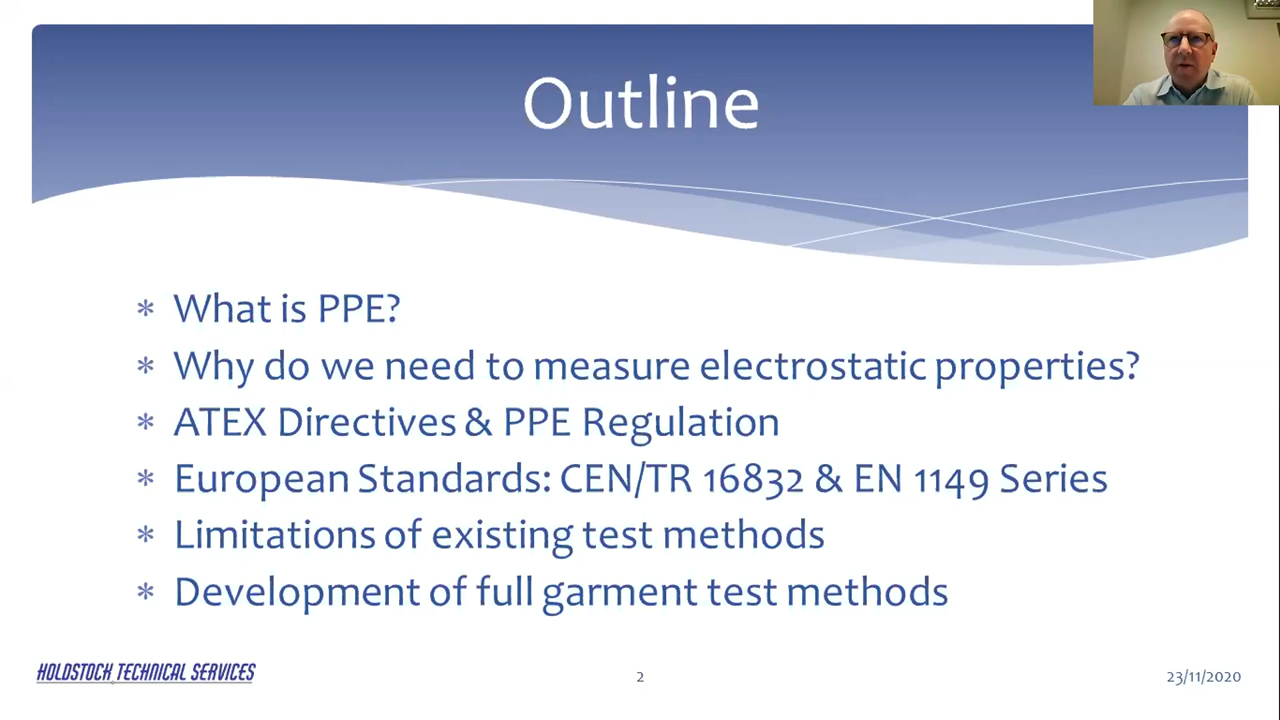 Outline
* What is PPE?
* Why do we need to measure electrostatic properties?
* ATEX Directives & PPE Regulation
* European Standards: CEN/TR 16832 & EN 1149 Series
* Limitations of existing test methods
* Development of full garment test methods
HOLDSTOCK TECHNICAL SERVICES
2
23/11/2020